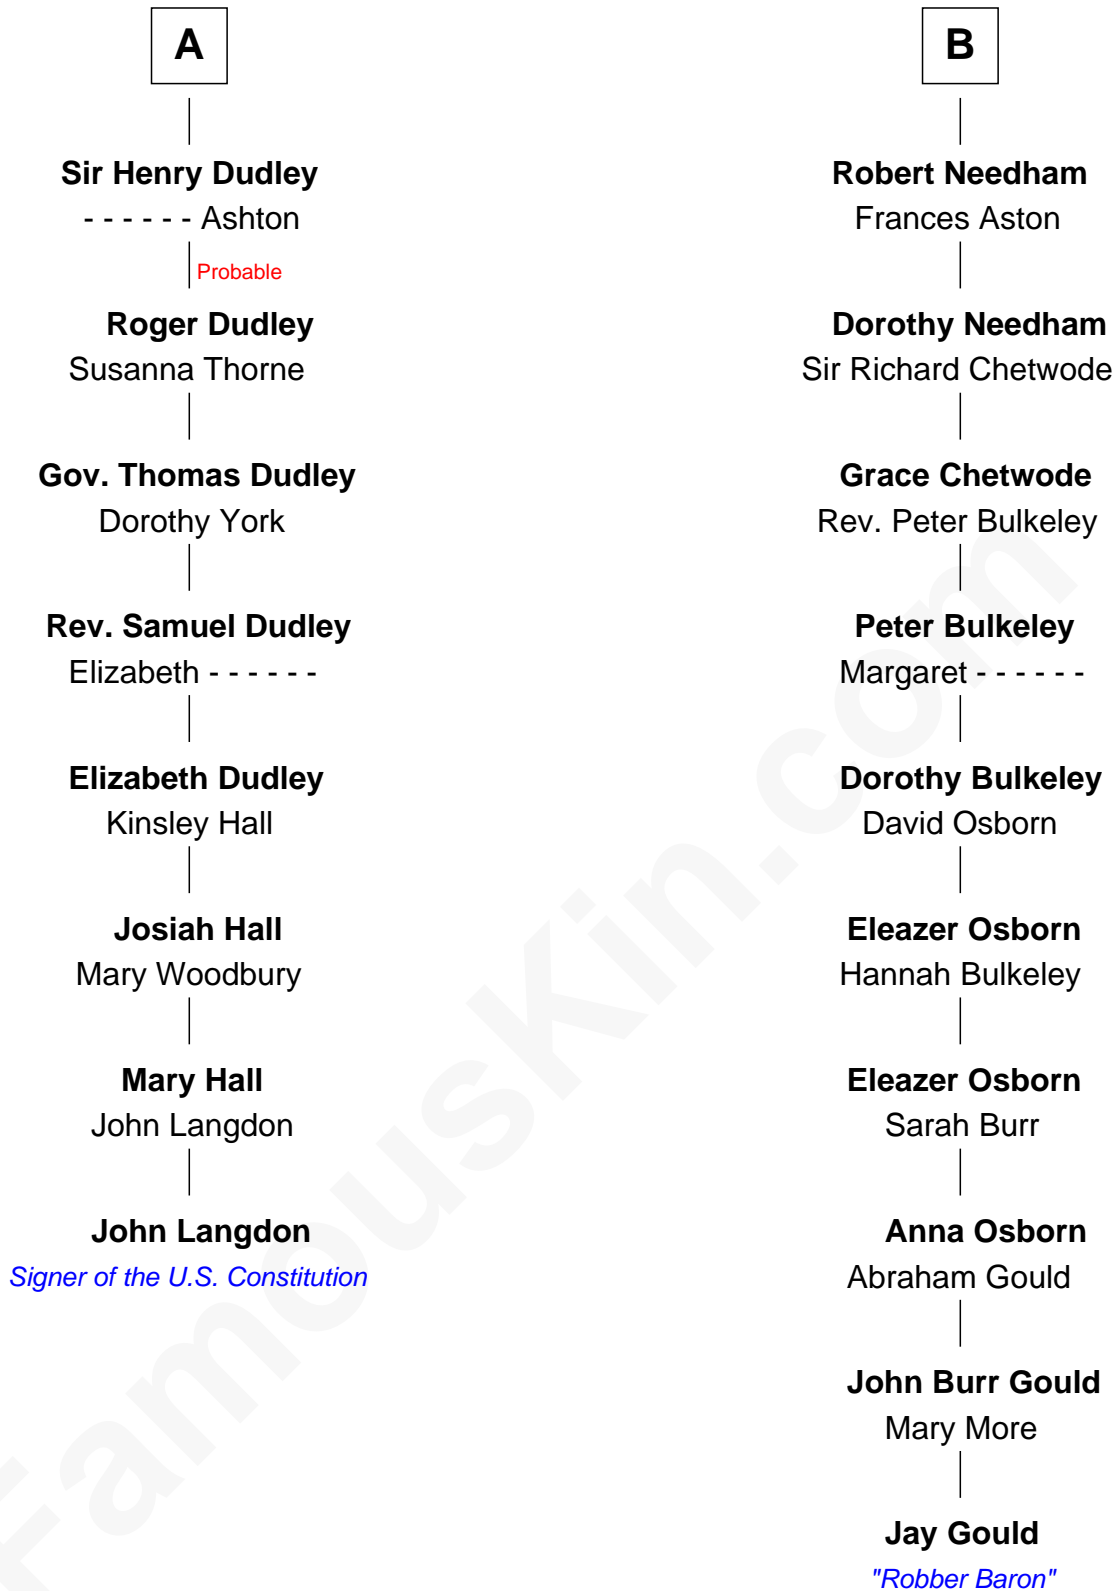 A
Sir Henry Dudley
- - - - - - Ashton
Probable
Roger Dudley
Susanna Thorne
Gov. Thomas Dudley
Dorothy York
Rev. Samuel Dudley
Elizabeth - - - - - -
Elizabeth Dudley
Kinsley Hall
Josiah Hall
Mary Woodbury
Mary Hall
John Langdon
John Langdon
Signer of the U.S. Constitution
B
Robert Needham
Frances Aston
Dorothy Needham
Sir Richard Chetwode
Grace Chetwode
Rev. Peter Bulkeley
Peter Bulkeley
Margaret - - - - - -
Dorothy Bulkeley
David Osborn
Eleazer Osborn
Hannah Bulkeley
Eleazer Osborn
Sarah Burr
Anna Osborn
Abraham Gould
John Burr Gould
Mary More
Jay Gould
"Robber Baron"
FamousKin.com